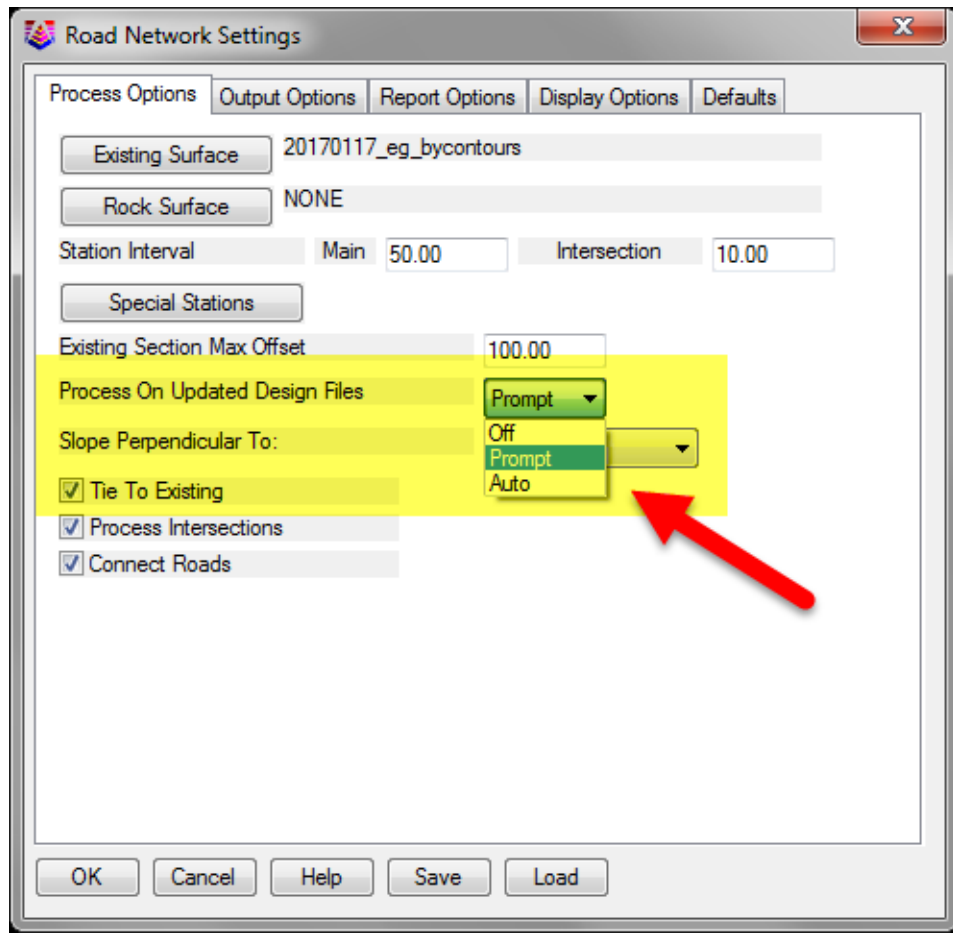 Road Network Settings
Process Options Output Options Report Options Display Options Defaults
Existing Surface 20170117_eg_bycontours
Rock Surface NONE
Station Interval Main 50.00 Intersection 10.00
Special Stations
Existing Section Max Offset 100.00
Process On Updated Design Files Prompt
Slope Perpendicular To: Off
Prompt
Tie To Existing Auto
Process Intersections
Connect Roads
OK Cancel Help Save Load